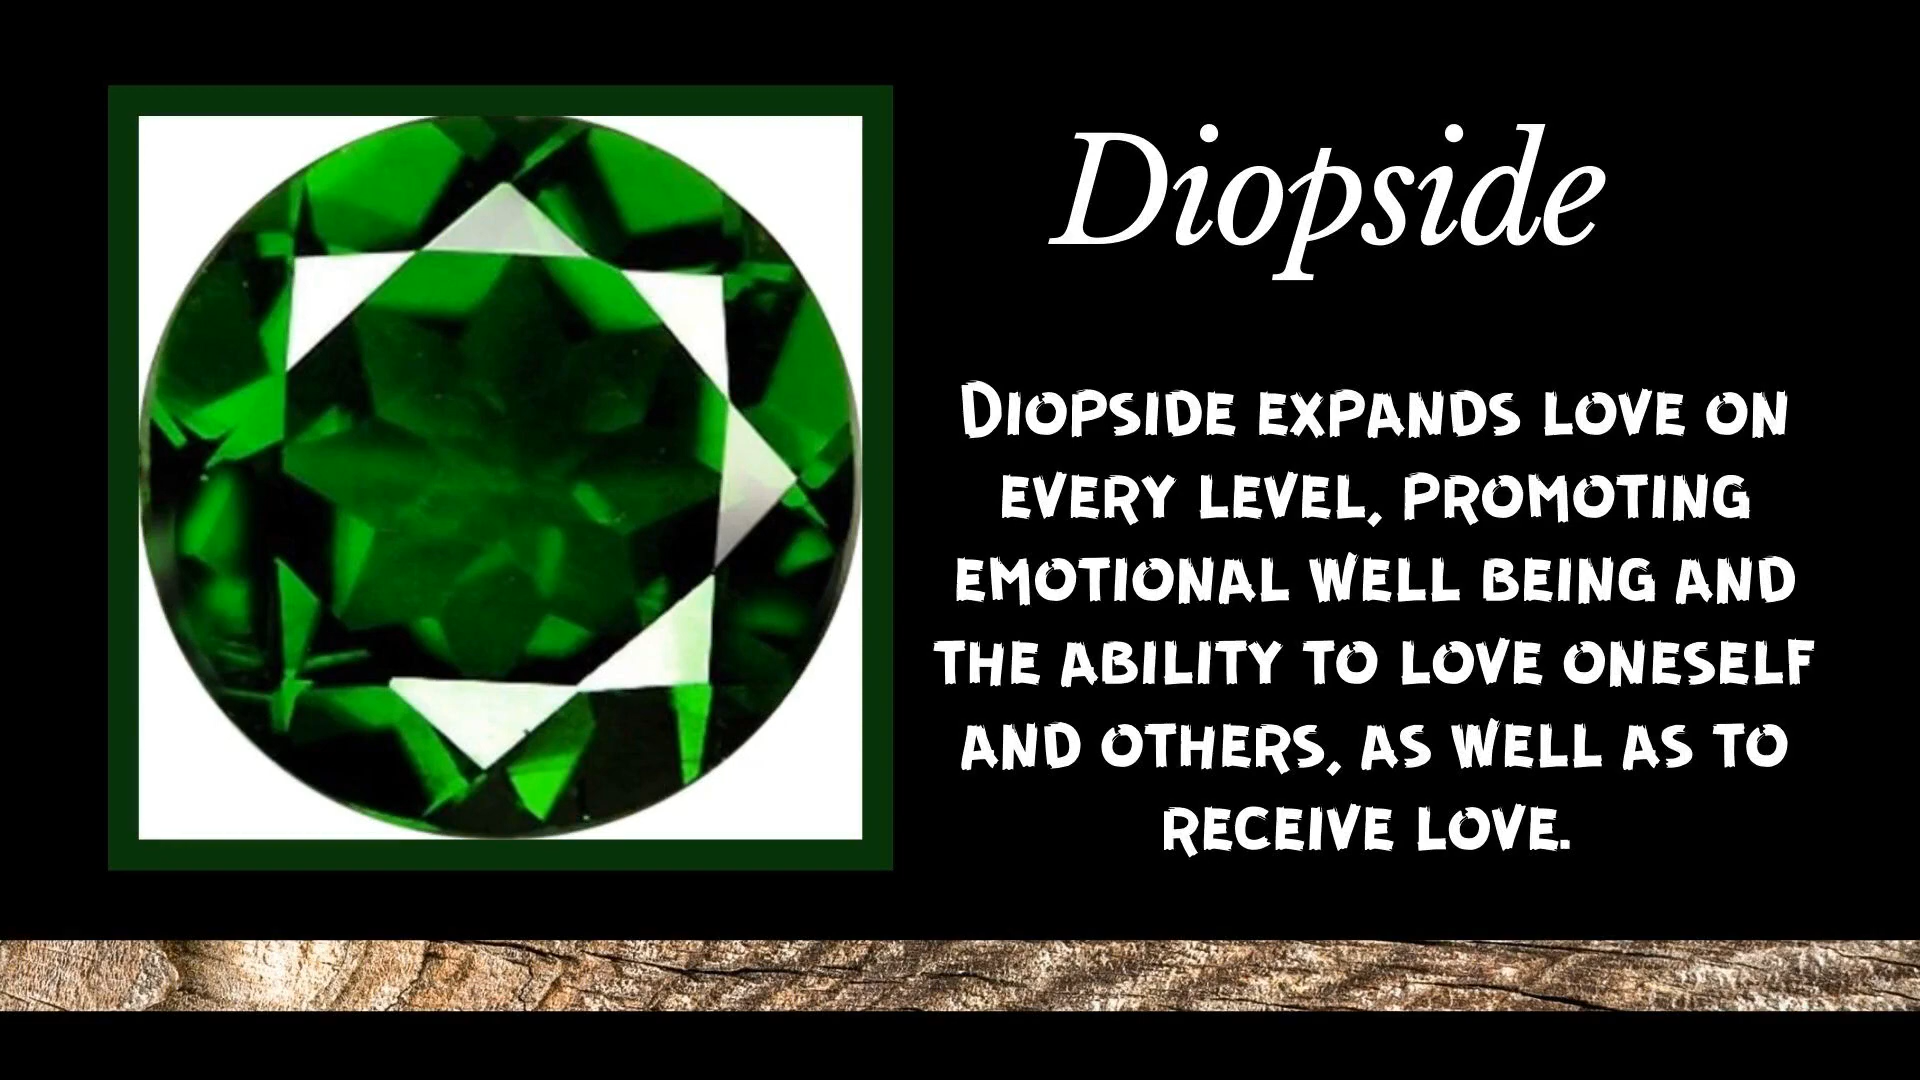 Diopside
Diopside expands love on
every level, promoting
emotional well being and
the ability to love oneself
and others, as well as to
receive love.